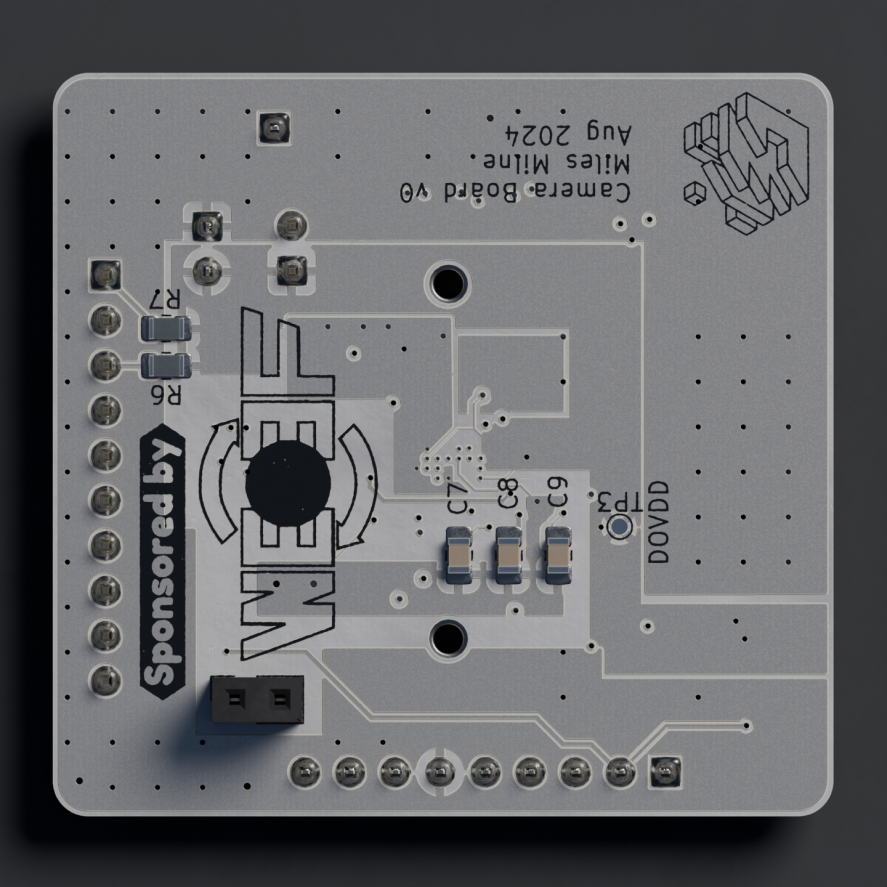 Camera Board v0
Miles Milne
Aug 2024
R7
R6
Sponsored by
WEEF
C7
C8
C9
TP3
DOVDD